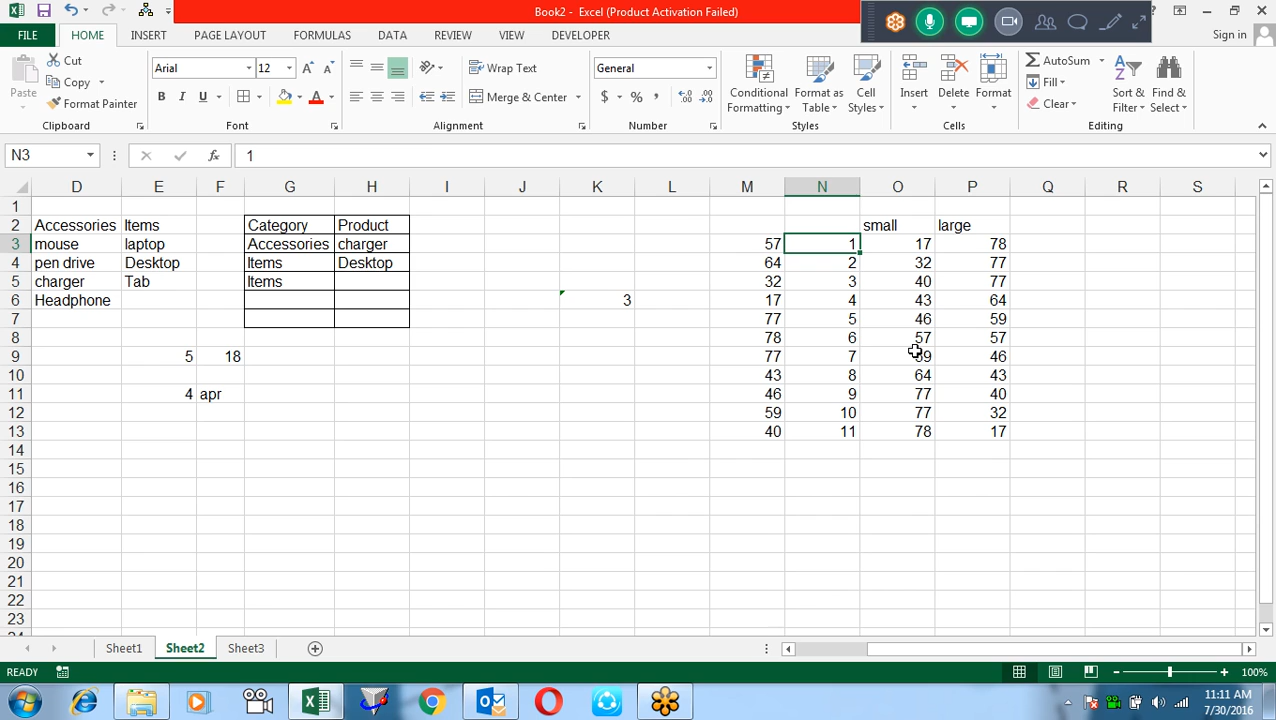 Book2 - Excel (Product Activation Failed)
FILE HOME INSERT PAGE LAYOUT FORMULAS DATA REVIEW VIEW DEVELOPER Sign in
Cut
Copy
Format Painter
Paste
Clipboard
Arial 12
B I U
Font
Wrap Text
Merge & Center
Alignment
General
$ % ,
Number
Conditional Formatting
Format as Table
Cell Styles
Styles
Insert Delete Format
Cells
AutoSum
Fill
Clear
Sort & Filter
Find & Select
Editing
N3 fx 1
D E F G H I J K L M N O P Q R S
1
2 Accessories Items Category Product small large
3 mouse laptop Accessories charger 57 1 17 78
4 pen drive Desktop Items Desktop 64 2 32 77
5 charger Tab Items 32 3 40 77
6 Headphone 3 17 4 43 64
7 77 5 46 59
8 78 6 57 57
9 5 18 77 7 59 46
10 43 8 64 43
11 4 apr 46 9 77 40
12 59 10 77 32
13 40 11 78 17
14
15
16
17
18
19
20
21
22
23
Sheet1 Sheet2 Sheet3
READY 100%
11:11 AM
7/30/2016